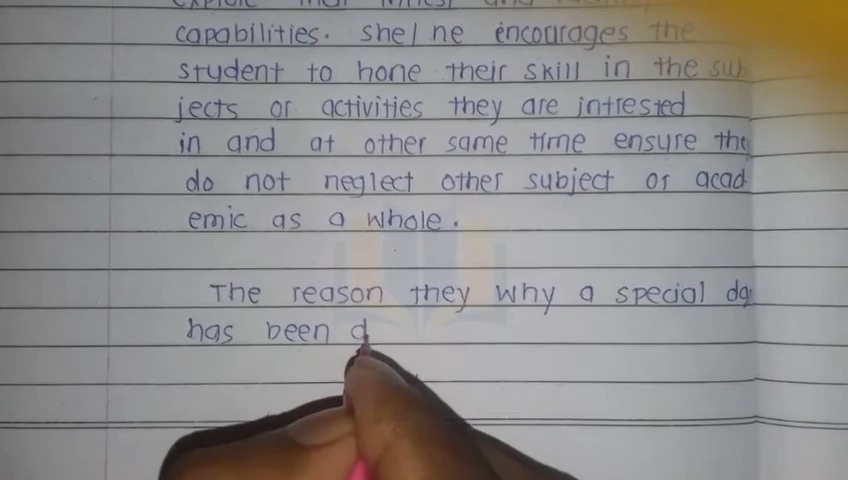 capabilities. she/ he encourages the
student to hone their skill in the sub
jects or activities they are intrested
in and at other same time ensure they
do not neglect other subject or acad
emic as a whole.
The reason they why a special day
has been d